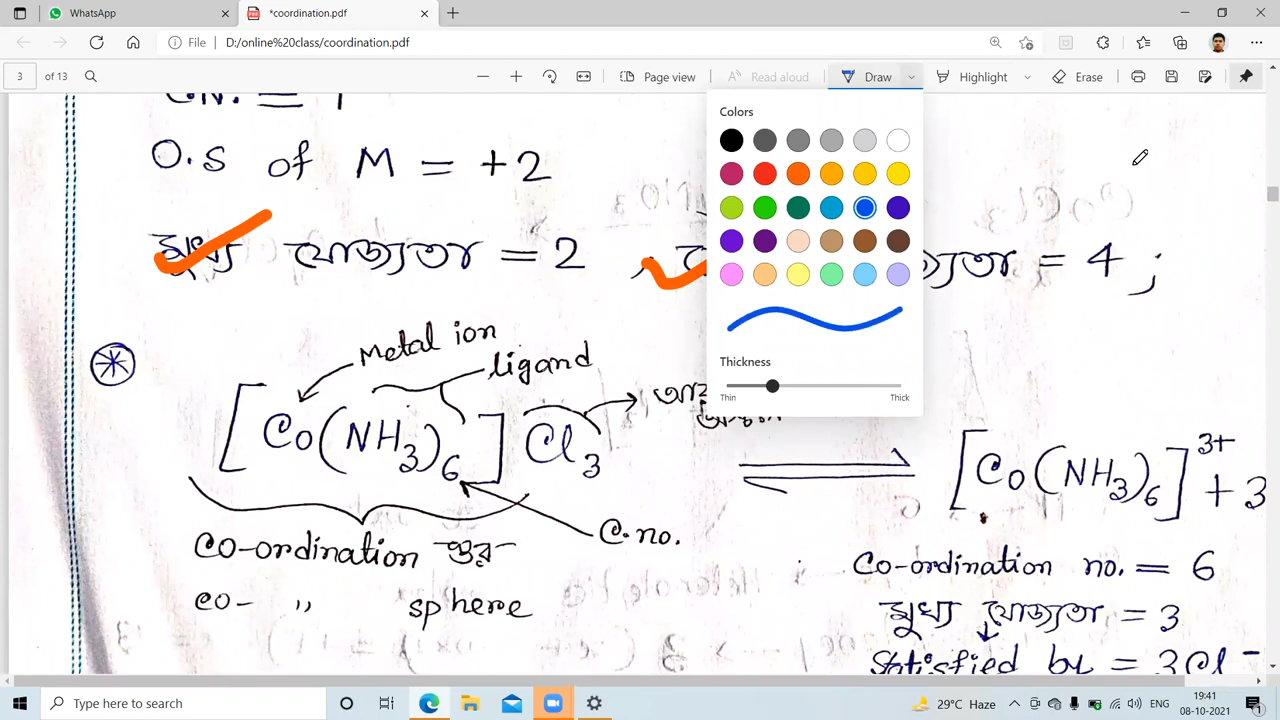 WhatsApp
*coordination.pdf
File
D:/online%20class/coordination.pdf
3 of 13
Page view
Read aloud
Draw
Highlight
Erase
O.S of M = +2
মুখ্য যোজ্যতা = 2 ,
= 4 ;
Colors
Thickness
Thin
Thick
Metal ion
ligand
[Co(NH3)6]Cl3
[Co(NH3)6]3+ + 3
C.no.
CO-ordination স্তর
Co-ordination no. = 6
co- " sphere
মুখ্য যোজ্যতা = 3
Satisfied by = 3Cl-
Type here to search
29°C Haze
ENG
19:41
08-10-2021